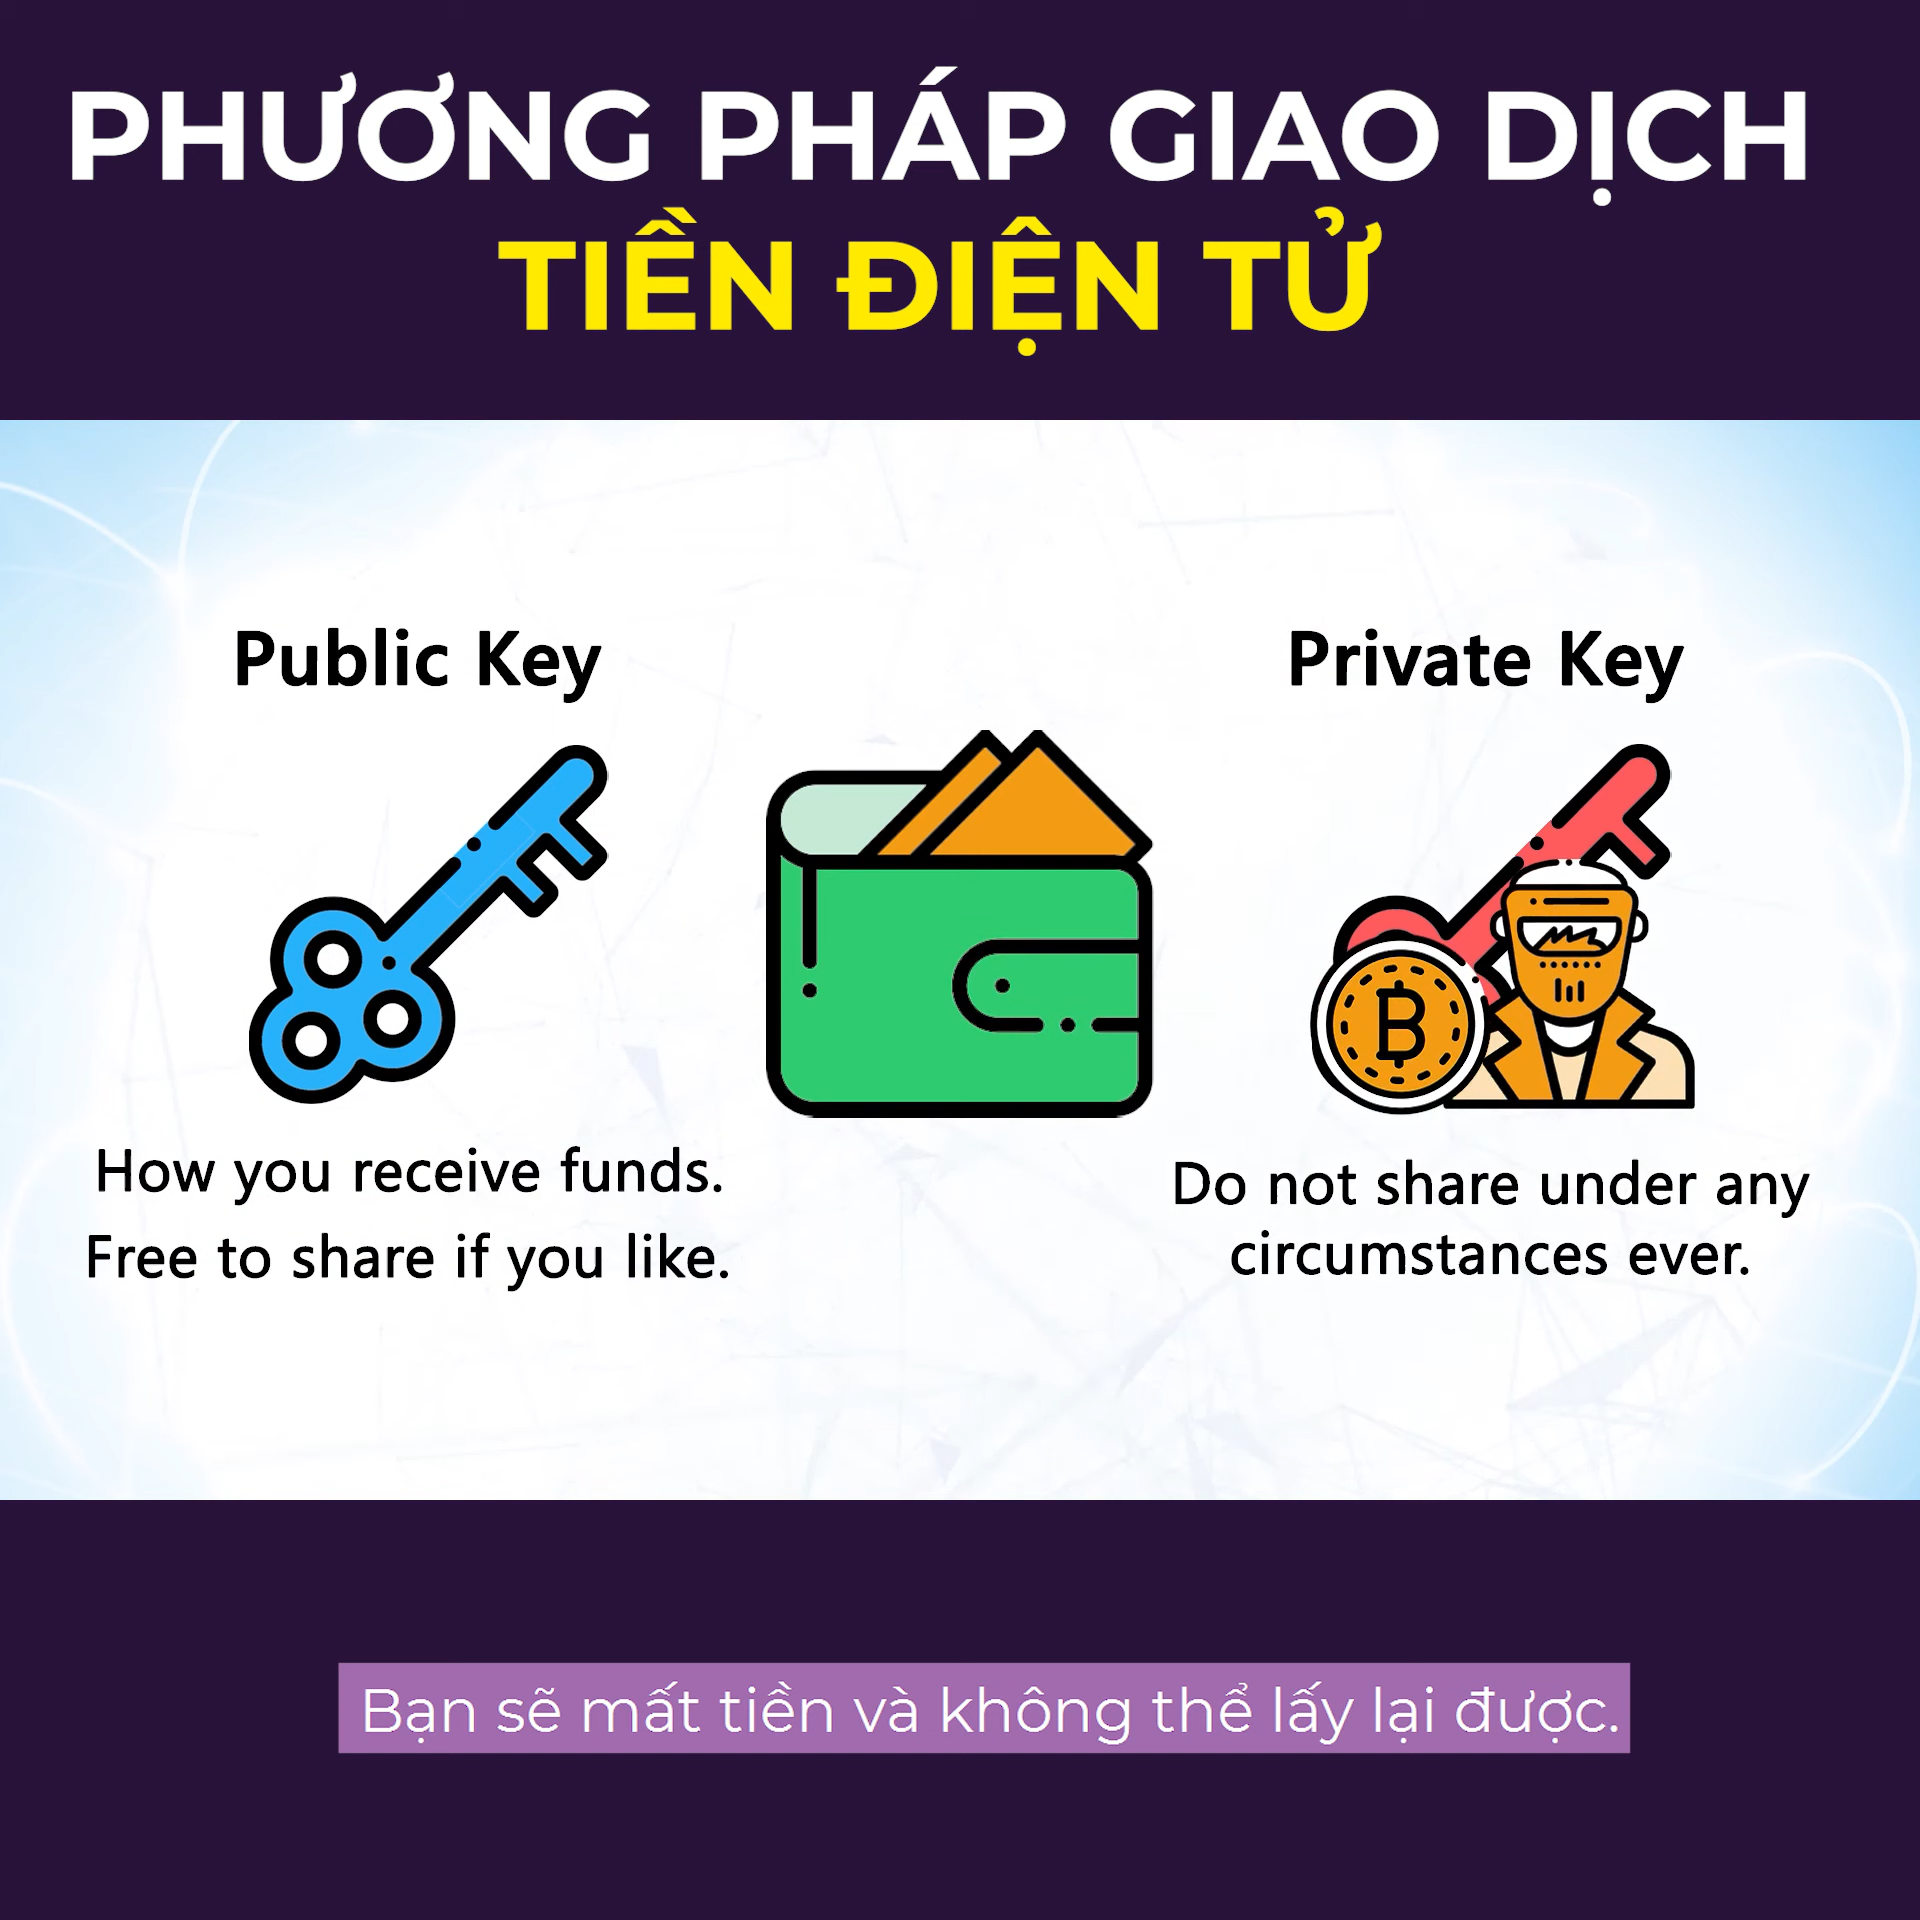 PHƯƠNG PHÁP GIAO DỊCH
TIỀN ĐIỆN TỬ
Public Key
Private Key
How you receive funds.
Free to share if you like.
Do not share under any
circumstances ever.
Bạn sẽ mất tiền và không thể lấy lại được.